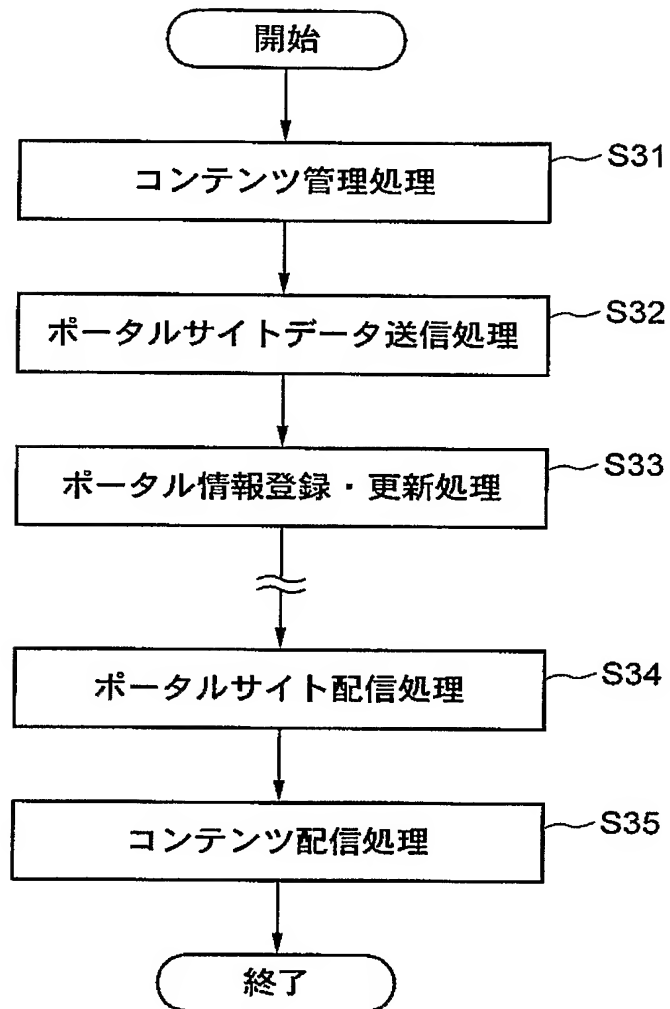 開始
コンテンツ管理処理
S31
ポータルサイトデータ送信処理
S32
ポータル情報登録・更新処理
S33
ポータルサイト配信処理
S34
コンテンツ配信処理
S35
終了